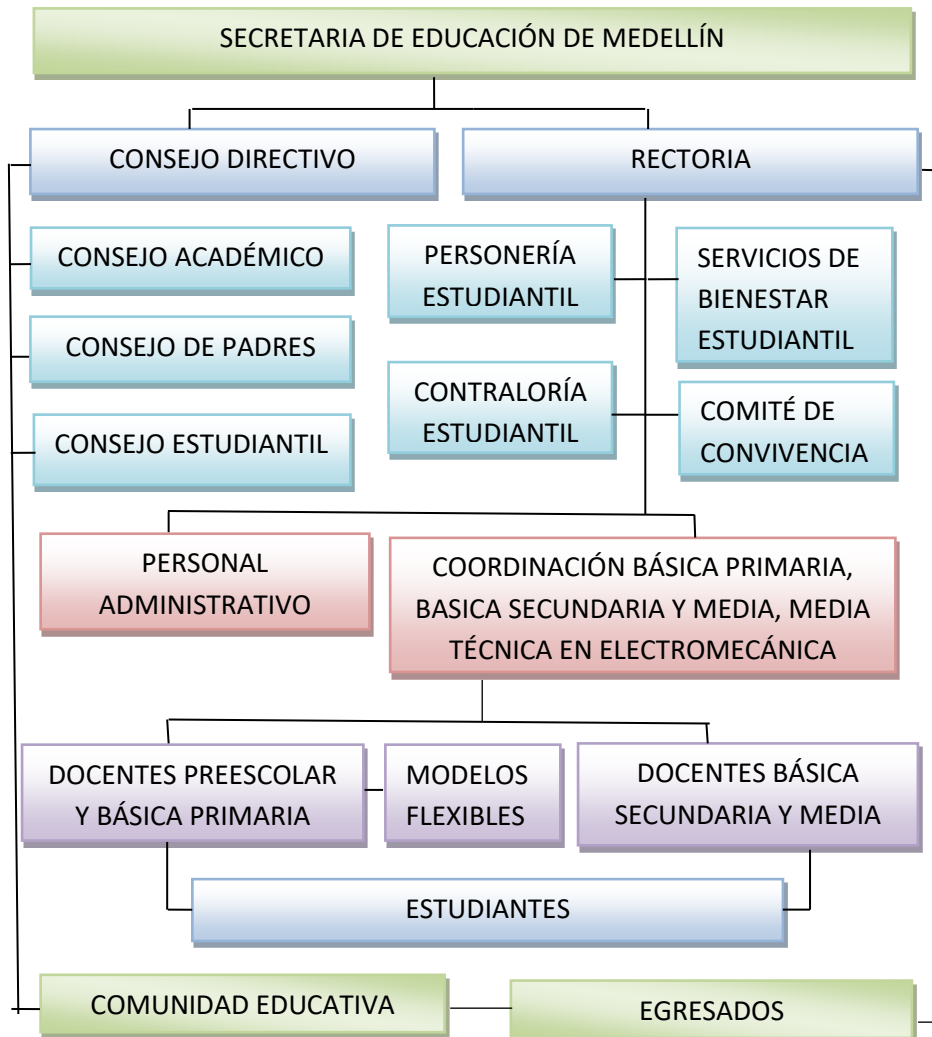 SECRETARIA DE EDUCACIÓN DE MEDELLÍN
CONSEJO DIRECTIVO
RECTORIA
CONSEJO ACADÉMICO
CONSEJO DE PADRES
CONSEJO ESTUDIANTIL
PERSONERÍA
ESTUDIANTIL
SERVICIOS DE
BIENESTAR
ESTUDIANTIL
CONTRALORÍA
ESTUDIANTIL
COMITÉ DE
CONVIVENCIA
PERSONAL
ADMINISTRATIVO
COORDINACIÓN BÁSICA PRIMARIA,
BASICA SECUNDARIA Y MEDIA, MEDIA
TÉCNICA EN ELECTROMECÁNICA
DOCENTES PREESCOLAR
Y BÁSICA PRIMARIA
MODELOS
FLEXIBLES
DOCENTES BÁSICA
SECUNDARIA Y MEDIA
ESTUDIANTES
COMUNIDAD EDUCATIVA
EGRESADOS